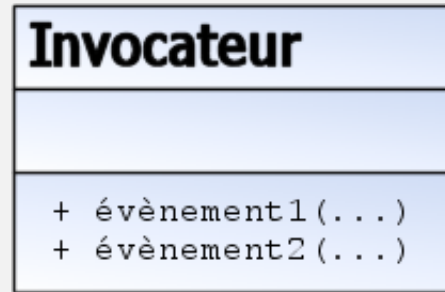 Invocateur
+ évènement1(...)
+ évènement2(...)